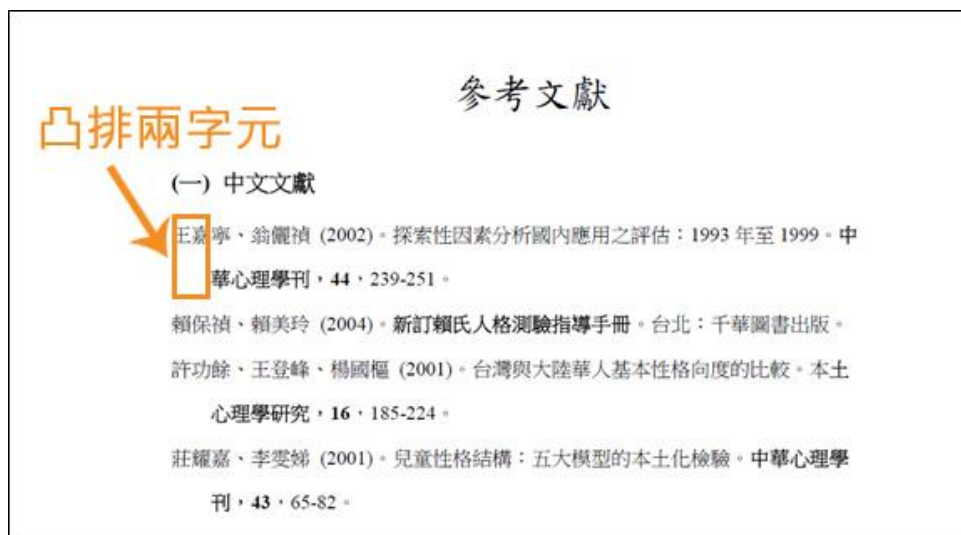 參考文獻
凸排兩字元
(一) 中文文獻
王嘉寧、翁儷禎 (2002)。探索性因素分析國內應用之評估：1993 年至 1999。中
華心理學刊，44，239-251。
賴保禎、賴美玲 (2004)。新訂賴氏人格測驗指導手冊。台北：千華圖書出版。
許功餘、王登峰、楊國樞 (2001)。台灣與大陸華人基本性格向度的比較。本土
心理學研究，16，185-224。
莊耀嘉、李雯娣 (2001)。兒童性格結構：五大模型的本土化檢驗。中華心理學
刊，43，65-82。